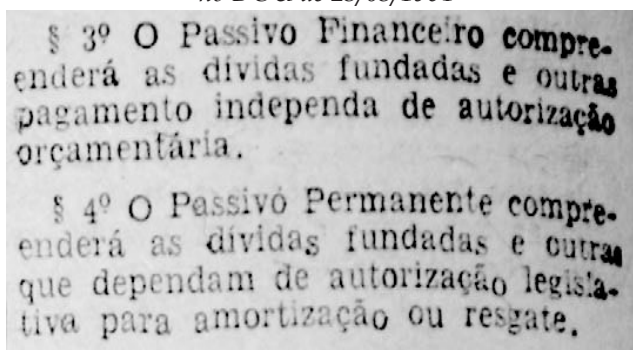 § 3º O Passivo Financeiro compre-
enderá as dívidas fundadas e outras
pagamento independa de autorização
orçamentária.
§ 4º O Passivo Permanente compre-
enderá as dívidas fundadas e outras
que dependam de autorização legisla-
tiva para amortização ou resgate.